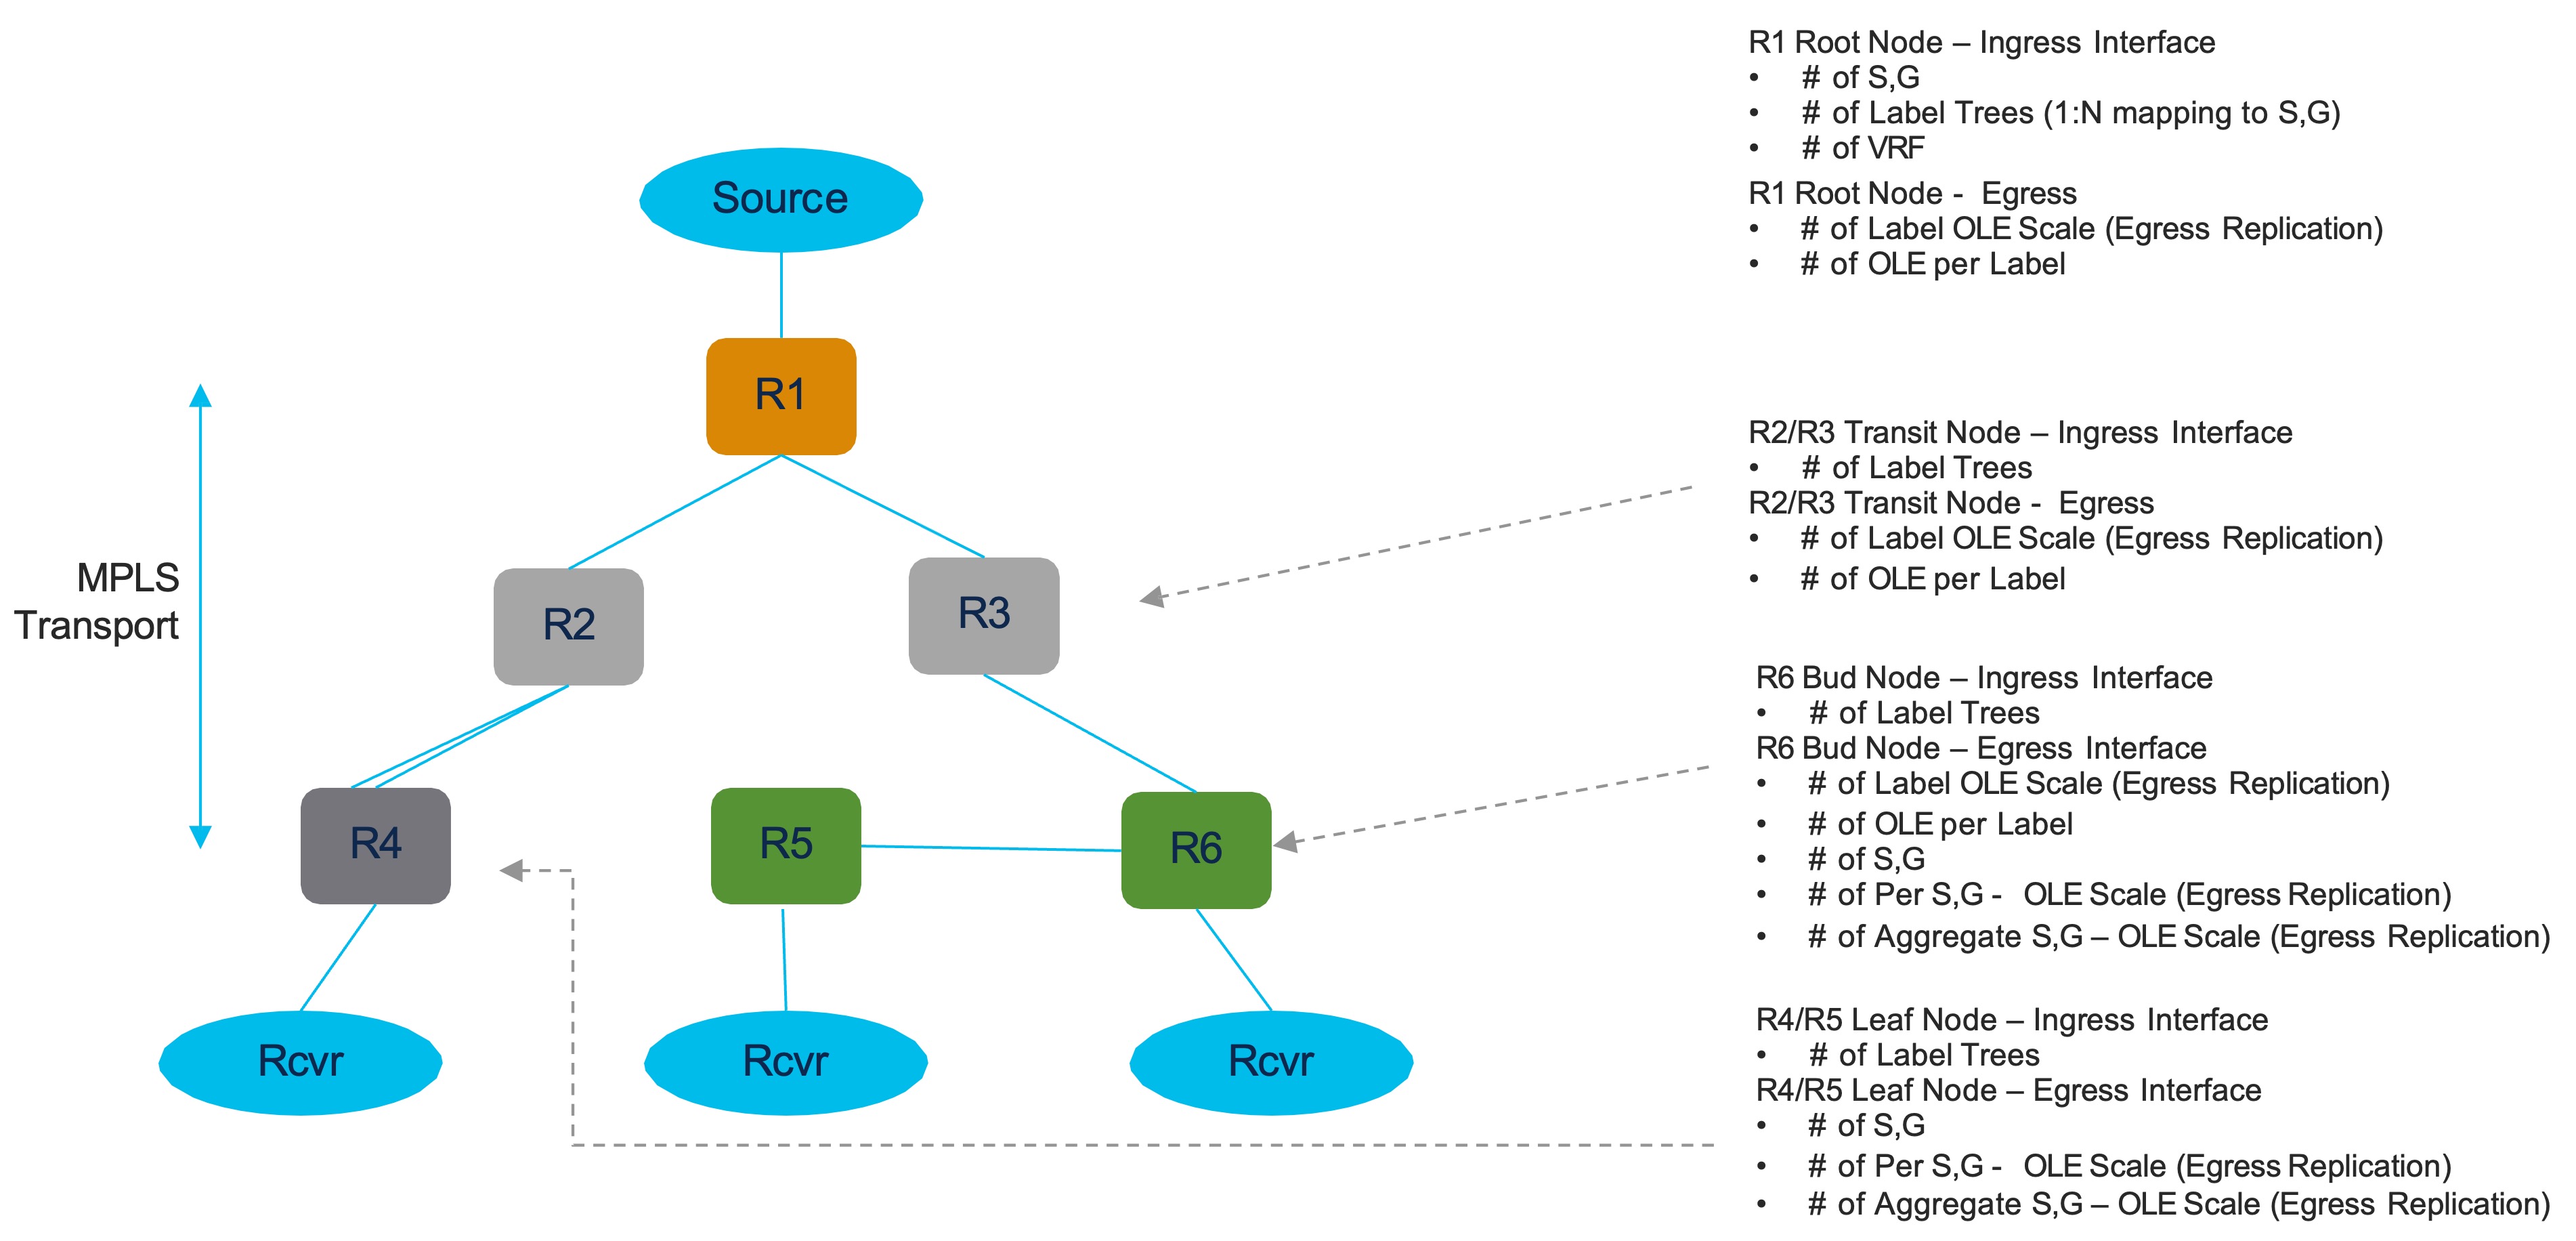 Source
R1
R2
R3
R4
R5
R6
Rcvr
Rcvr
Rcvr
MPLS
Transport
R1 Root Node – Ingress Interface
• # of S,G
• # of Label Trees (1:N mapping to S,G)
• # of VRF
R1 Root Node - Egress
• # of Label OLE Scale (Egress Replication)
• # of OLE per Label
R2/R3 Transit Node – Ingress Interface
• # of Label Trees
R2/R3 Transit Node - Egress
• # of Label OLE Scale (Egress Replication)
• # of OLE per Label
R6 Bud Node – Ingress Interface
• # of Label Trees
R6 Bud Node – Egress Interface
• # of Label OLE Scale (Egress Replication)
• # of OLE per Label
• # of S,G
• # of Per S,G - OLE Scale (Egress Replication)
• # of Aggregate S,G – OLE Scale (Egress Replication)
R4/R5 Leaf Node – Ingress Interface
• # of Label Trees
R4/R5 Leaf Node – Egress Interface
• # of S,G
• # of Per S,G - OLE Scale (Egress Replication)
• # of Aggregate S,G – OLE Scale (Egress Replication)